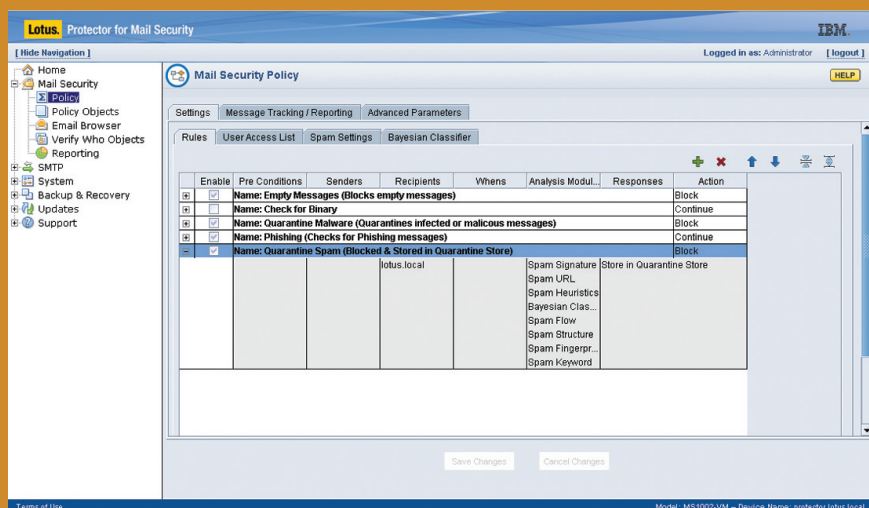 Lotus. Protector for Mail Security
IBM.
[ Hide Navigation ]
Logged in as: Administrator [ logout ]
Home
Mail Security
Policy
Policy Objects
Email Browser
Verify Who Objects
Reporting
SMTP
System
Backup & Recovery
Updates
Support
Mail Security Policy
HELP
Settings Message Tracking / Reporting Advanced Parameters
Rules User Access List Spam Settings Bayesian Classifier
Enable Pre Conditions Senders Recipients Whens Analysis Modul... Responses Action
Name: Empty Messages (Blocks empty messages) Block
Name: Check for Binary Continue
Name: Quarantine Malware (Quarantines infected or malicous messages) Block
Name: Phishing (Checks for Phishing messages) Continue
Name: Quarantine Spam (Blocked & Stored in Quarantine Store) Block
lotus.local Spam Signature Store in Quarantine Store
Spam URL
Spam Heuristics
Bayesian Clas...
Spam Flow
Spam Structure
Spam Fingerpr...
Spam Keyword
Save Changes Cancel Changes
Terms of Use Model: MS1002-VM – Device Name: protector.lotus.local